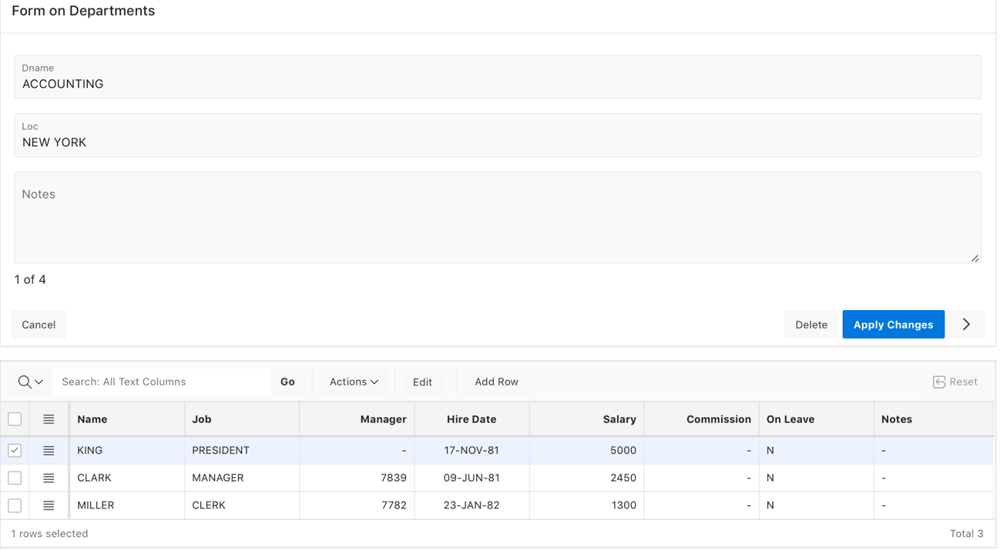 Form on Departments
Dname
ACCOUNTING
Loc
NEW YORK
Notes
1 of 4
Cancel Delete Apply Changes
Search: All Text Columns Go Actions Edit Add Row Reset
Name Job Manager Hire Date Salary Commission On Leave Notes
KING PRESIDENT - 17-NOV-81 5000 - N -
CLARK MANAGER 7839 09-JUN-81 2450 - N -
MILLER CLERK 7782 23-JAN-82 1300 - N -
1 rows selected Total 3